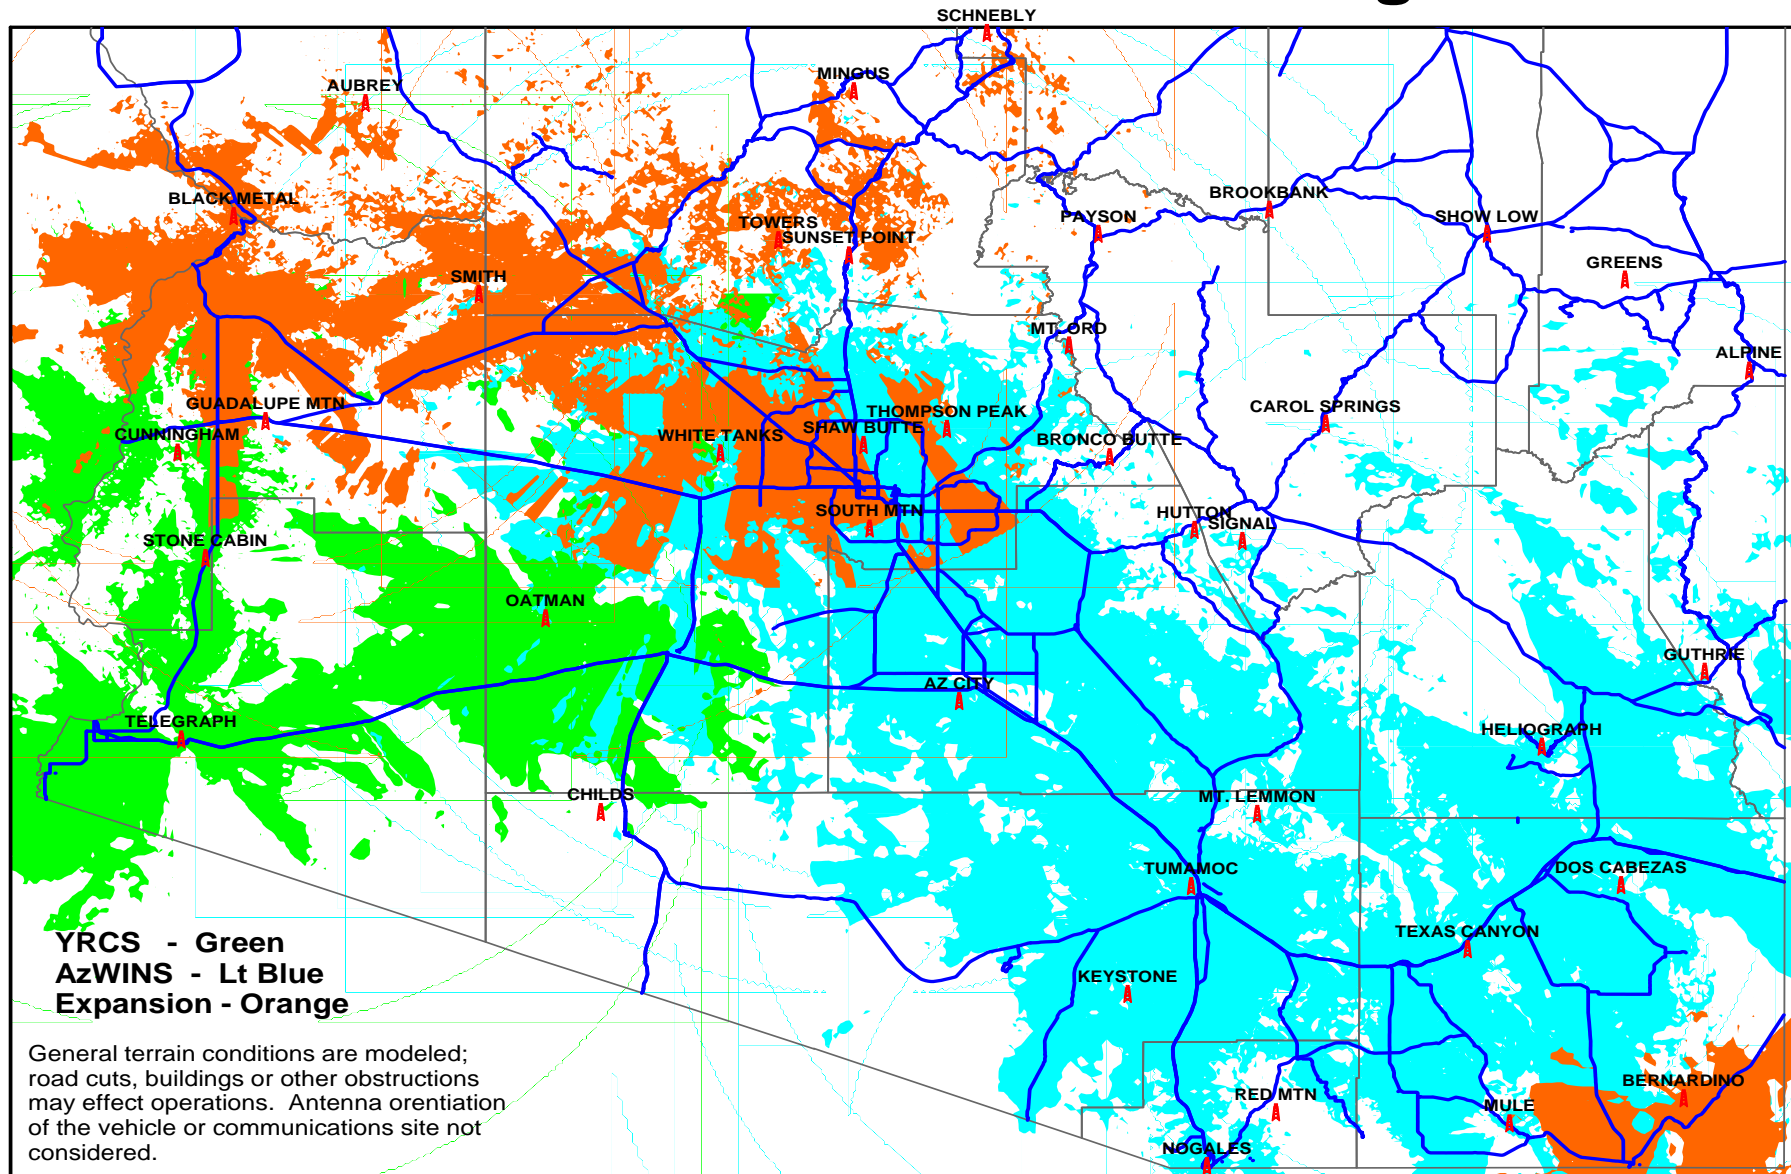 SCHNEBLY
MINGUS
AUBREY
BLACK METAL
BROOKBANK
TOWERS
PAYSON
SHOW LOW
SUNSET POINT
GREENS
SMITH
MT. ORD
ALPINE
GUADALUPE MTN
THOMPSON PEAK
CAROL SPRINGS
CUNNINGHAM
WHITE TANKS
SHAW BUTTE
BRONCO BUTTE
SOUTH MTN
HUTTON
SIGNAL
STONE CABIN
OATMAN
GUTHRIE
AZ CITY
TELEGRAPH
HELIOGRAPH
CHILDS
MT. LEMMON
TUMAMOC
DOS CABEZAS
TEXAS CANYON
KEYSTONE
BERNARDINO
RED MTN
MULE
NOGALES
YRCS - Green
AzWINS - Lt Blue
Expansion - Orange
General terrain conditions are modeled;
road cuts, buildings or other obstructions
may effect operations. Antenna orentiation
of the vehicle or communications site not
considered.